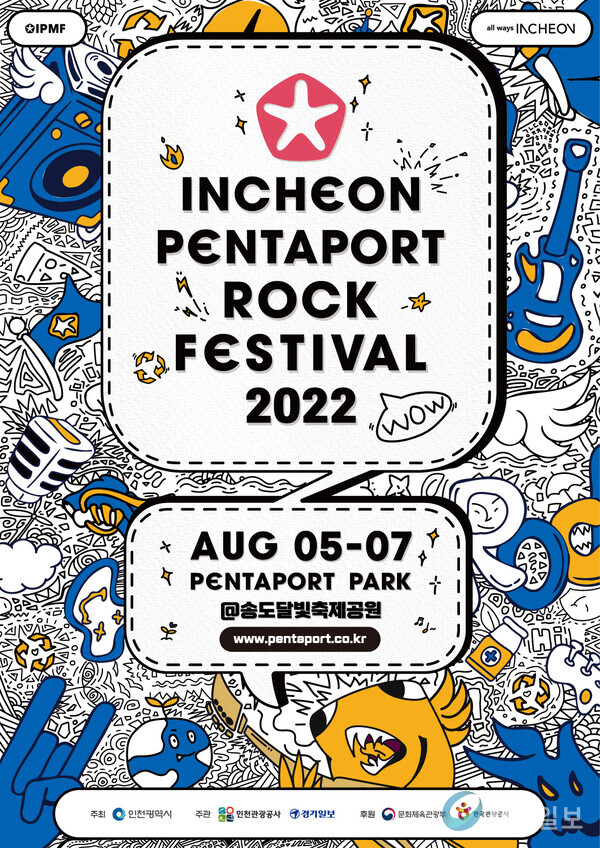 IPMF
all ways INCHEON
INCHEON
PENTAPORT
ROCK
FESTIVAL
2022
WOW
AUG 05-07
PENTAPORT PARK
@송도달빛축제공원
www.pentaport.co.kr
Hi!
주최 인천광역시 주관 인천관광공사 경기일보 후원 문화체육관광부 한국관광공사
일보